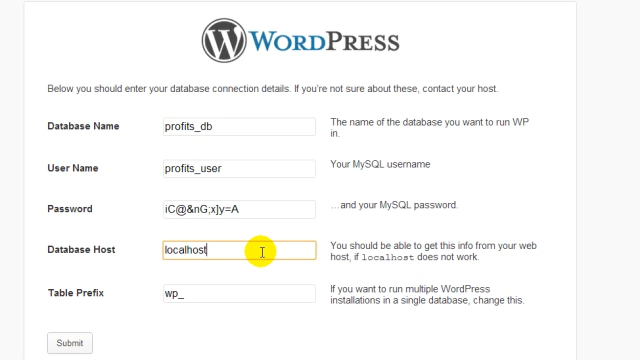 WORDPRESS
Below you should enter your database connection details. If you're not sure about these, contact your host.
Database Name
profits_db
The name of the database you want to run WP
in.
User Name
profits_user
Your MySQL username
Password
iC@&nG;x]y=A
…and your MySQL password.
Database Host
localhost
You should be able to get this info from your web
host, if localhost does not work.
Table Prefix
wp_
If you want to run multiple WordPress
installations in a single database, change this.
Submit